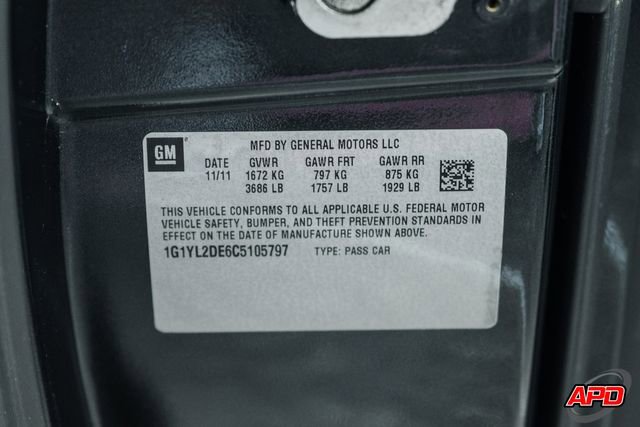 GM
MFD BY GENERAL MOTORS LLC
DATE GVWR GAWR FRT GAWR RR
11/11 1672 KG 797 KG 875 KG
3686 LB 1757 LB 1929 LB
THIS VEHICLE CONFORMS TO ALL APPLICABLE U.S. FEDERAL MOTOR
VEHICLE SAFETY, BUMPER, AND THEFT PREVENTION STANDARDS IN
EFFECT ON THE DATE OF MANUFACTURE SHOWN ABOVE.
1G1YL2DE6C5105797 TYPE: PASS CAR
APD